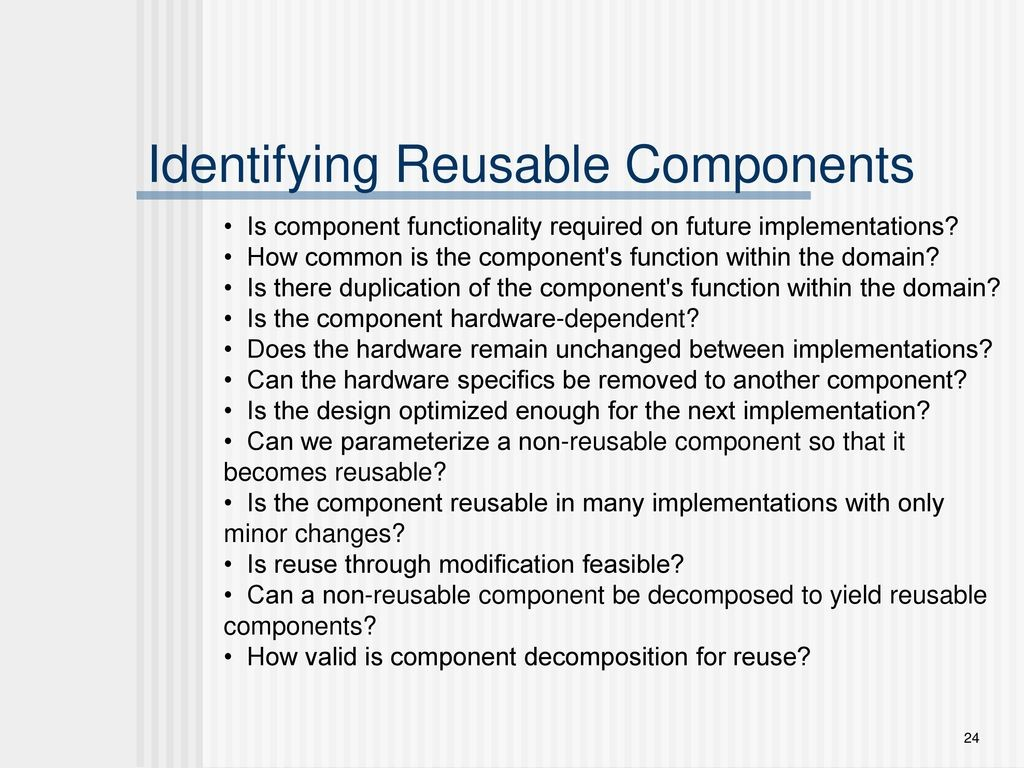 Identifying Reusable Components
• Is component functionality required on future implementations?
• How common is the component's function within the domain?
• Is there duplication of the component's function within the domain?
• Is the component hardware-dependent?
• Does the hardware remain unchanged between implementations?
• Can the hardware specifics be removed to another component?
• Is the design optimized enough for the next implementation?
• Can we parameterize a non-reusable component so that it
becomes reusable?
• Is the component reusable in many implementations with only
minor changes?
• Is reuse through modification feasible?
• Can a non-reusable component be decomposed to yield reusable
components?
• How valid is component decomposition for reuse?
24